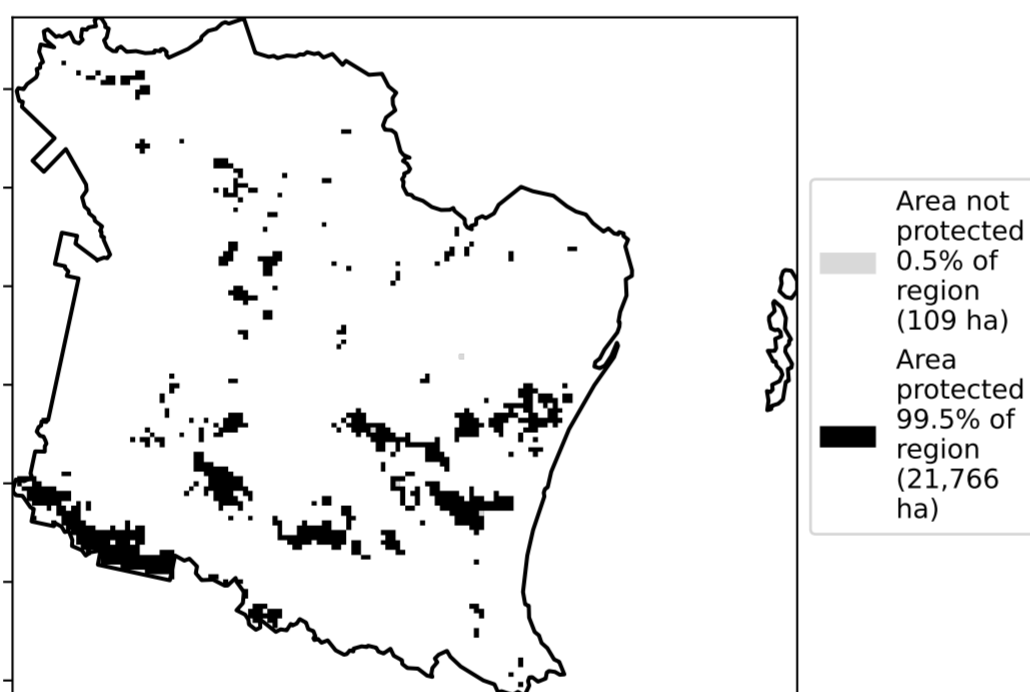 Area not
protected
0.5% of
region
(109 ha)
Area
protected
99.5% of
region
(21,766
ha)